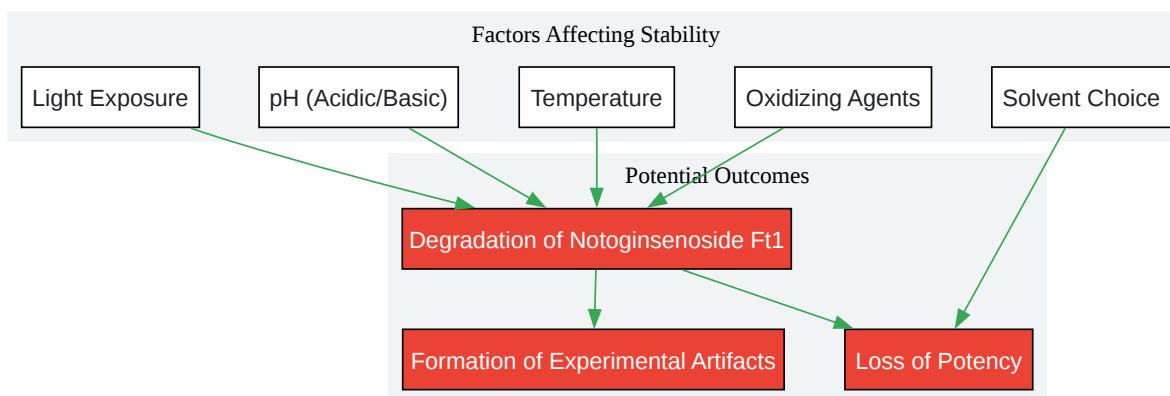 Factors Affecting Stability
Light Exposure
pH (Acidic/Basic)
Temperature
Oxidizing Agents
Solvent Choice
Potential Outcomes
Degradation of Notoginsenoside Ft1
Formation of Experimental Artifacts
Loss of Potency